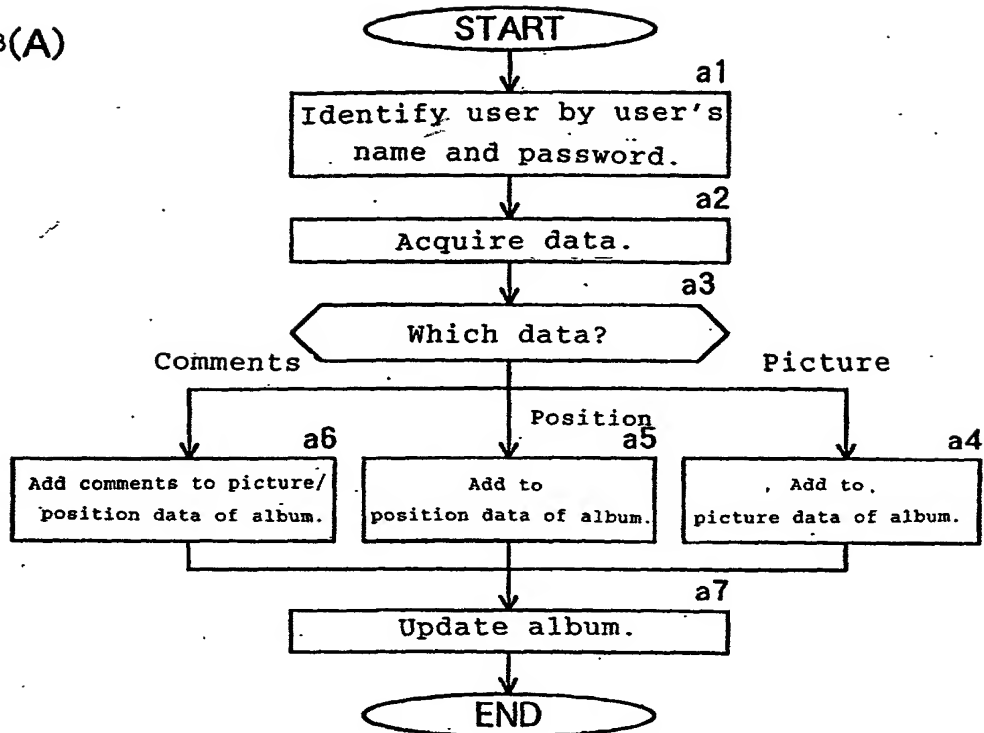 (A)
START
a1
Identify user by user's
name and password.
a2
Acquire data.
a3
Which data?
Comments
Picture
Position
a6
a5
a4
Add comments to picture/
position data of album.
Add to
position data of album.
Add to
picture data of album.
a7
Update album.
END